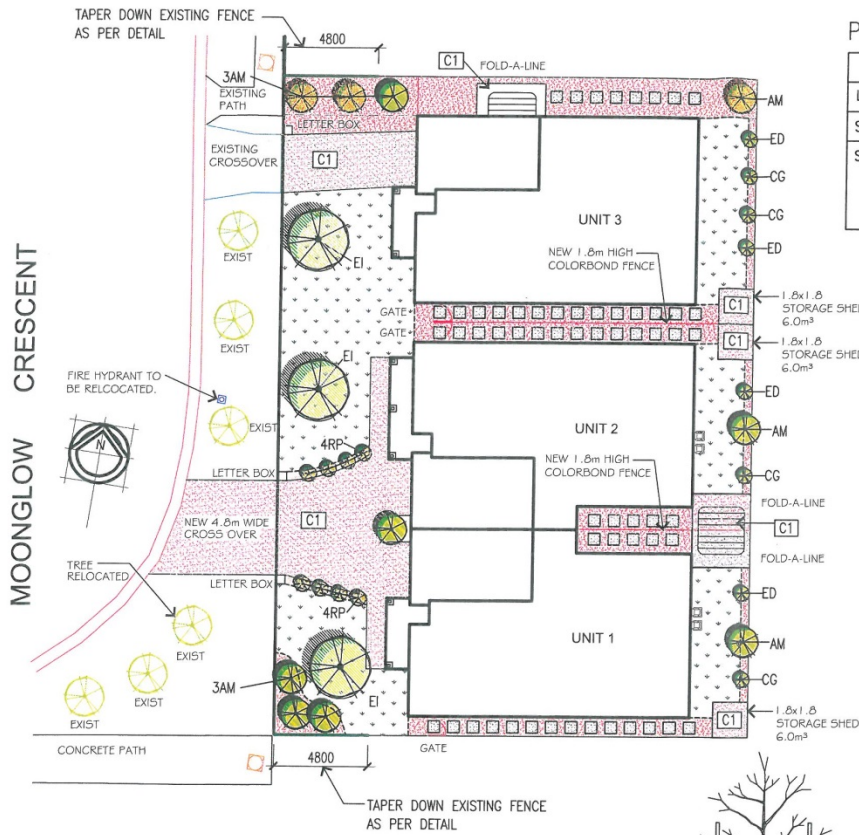 TAPER DOWN EXISTING FENCE
AS PER DETAIL
4800
C1
FOLD-A-LINE
3AM
EXISTING
PATH
LETTER BOX
AM
EXISTING
CROSSOVER
C1
ED
CG
CG
ED
EXIST
EI
UNIT 3
NEW 1.8m HIGH
COLORBOND FENCE
GATE
GATE
C1
1.8x1.8
STORAGE SHED
6.0m³
C1
1.8x1.8
STORAGE SHED
6.0m³
EXIST
EI
MOONGLOW CRESCENT
FIRE HYDRANT TO
BE RELCOCATED.
EXIST
N
ED
AM
CG
UNIT 2
4RP
NEW 1.8m HIGH
COLORBOND FENCE
LETTER BOX
NEW 4.8m WIDE
CROSS OVER
C1
FOLD-A-LINE
C1
FOLD-A-LINE
TREE
RELOCATED
LETTER BOX
4RP
ED
AM
CG
UNIT 1
EXIST
EXIST
EXIST
3AM
EI
C1
1.8x1.8
STORAGE SHED
6.0m³
CONCRETE PATH
GATE
4800
TAPER DOWN EXISTING FENCE
AS PER DETAIL